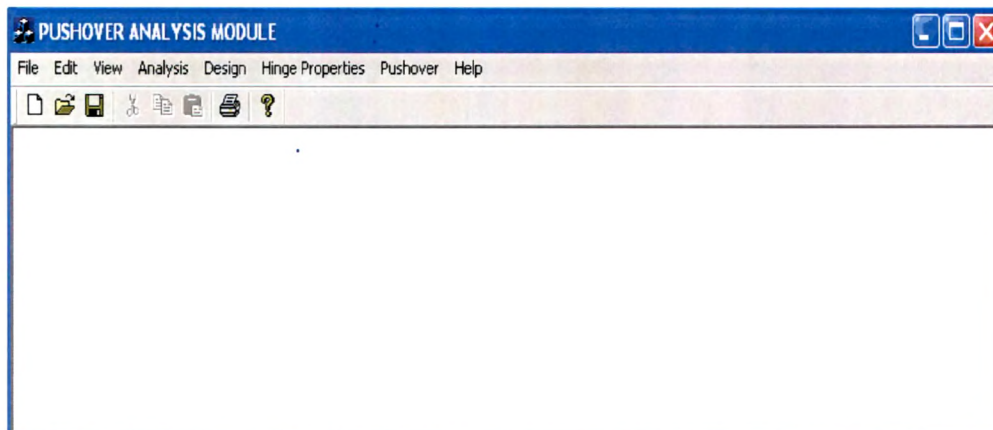 PUSHOVER ANALYSIS MODULE
File Edit View Analysis Design Hinge Properties Pushover Help